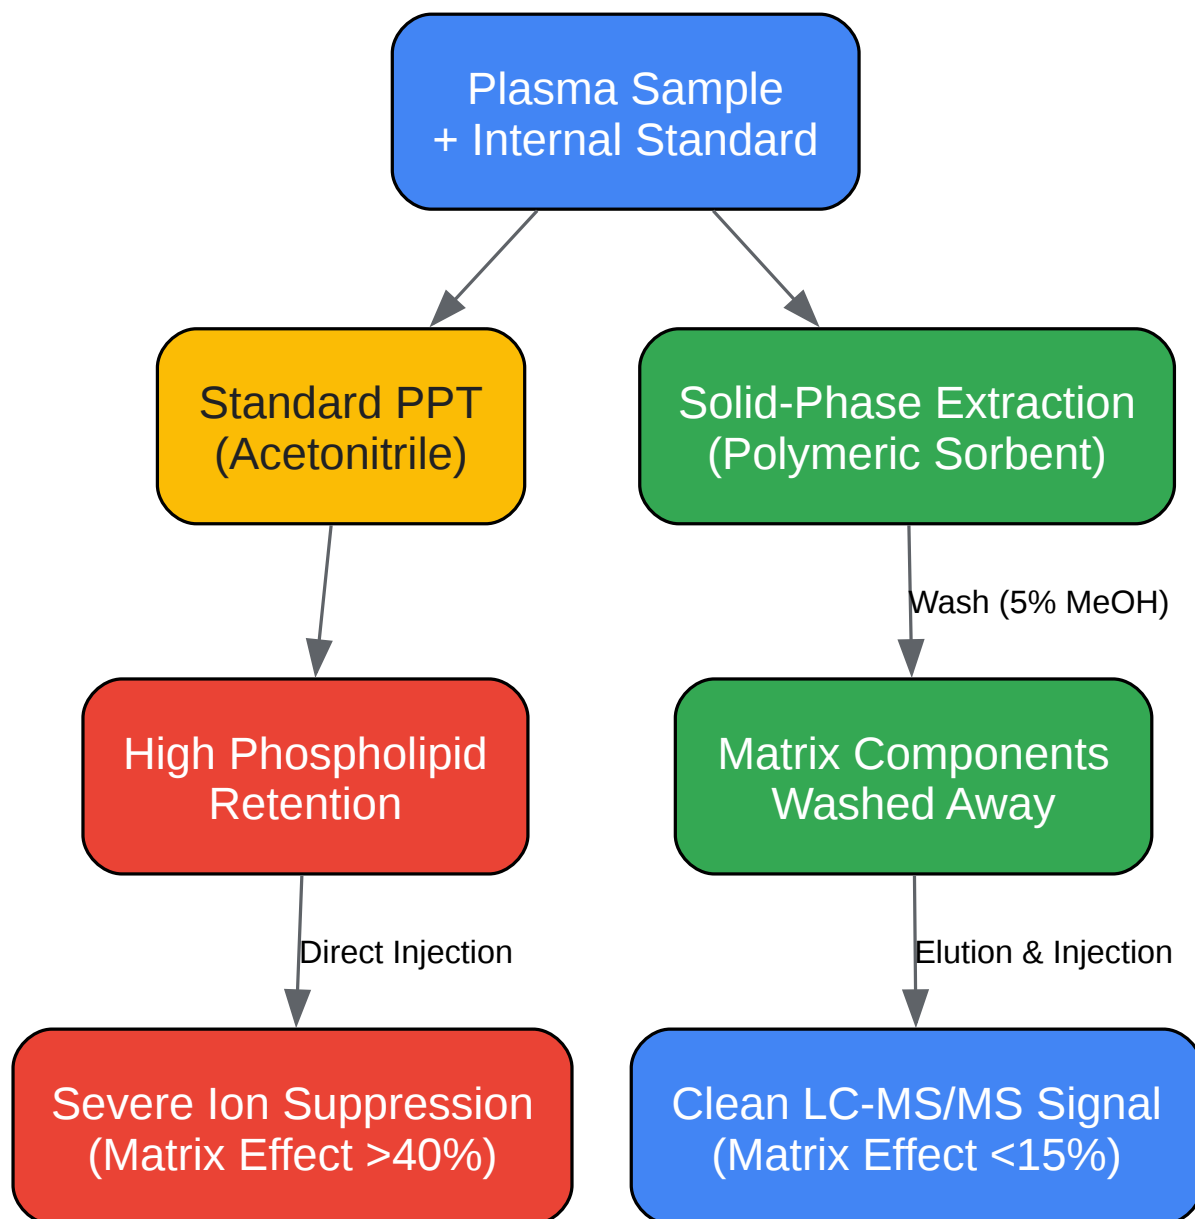 Plasma Sample
+ Internal Standard
Standard PPT
(Acetonitrile)
Solid-Phase Extraction
(Polymeric Sorbent)
Wash (5% MeOH)
High Phospholipid
Retention
Matrix Components
Washed Away
Direct Injection
Elution & Injection
Severe Ion Suppression
(Matrix Effect >40%)
Clean LC-MS/MS Signal
(Matrix Effect <15%)